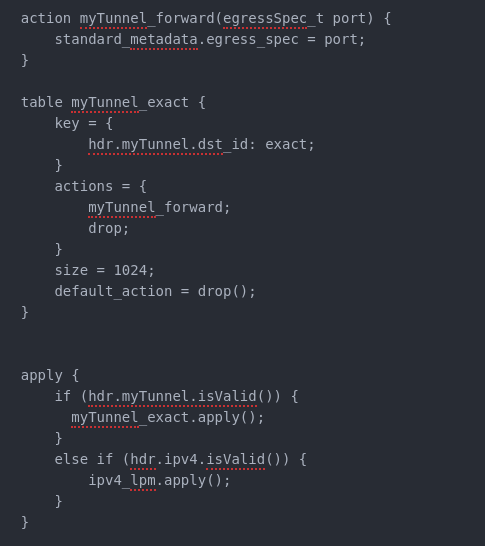 action myTunnel_forward(egressSpec_t port) {
    standard_metadata.egress_spec = port;
}

table myTunnel_exact {
    key = {
        hdr.myTunnel.dst_id: exact;
    }
    actions = {
        myTunnel_forward;
        drop;
    }
    size = 1024;
    default_action = drop();
}


apply {
    if (hdr.myTunnel.isValid()) {
      myTunnel_exact.apply();
    }
    else if (hdr.ipv4.isValid()) {
        ipv4_lpm.apply();
    }
}